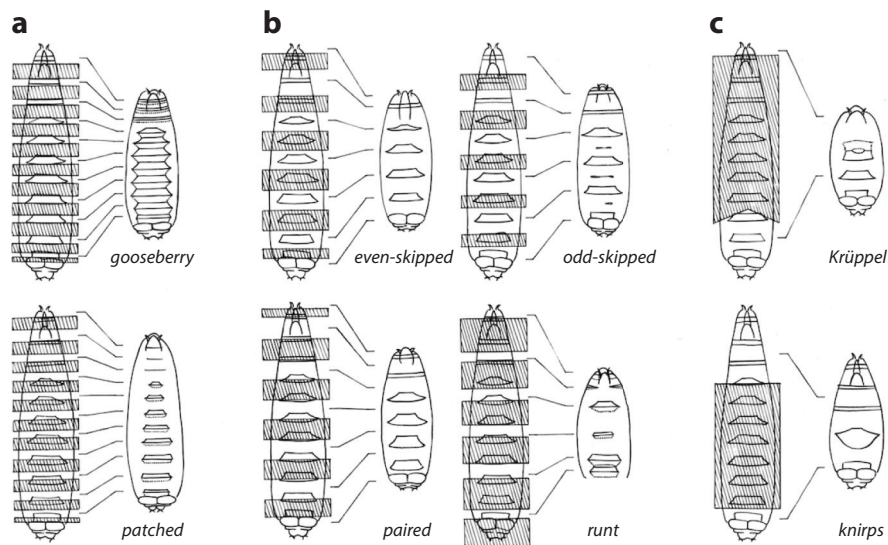 a
b
c
gooseberry
even-skipped
odd-skipped
Krüppel
patched
paired
runt
knirps